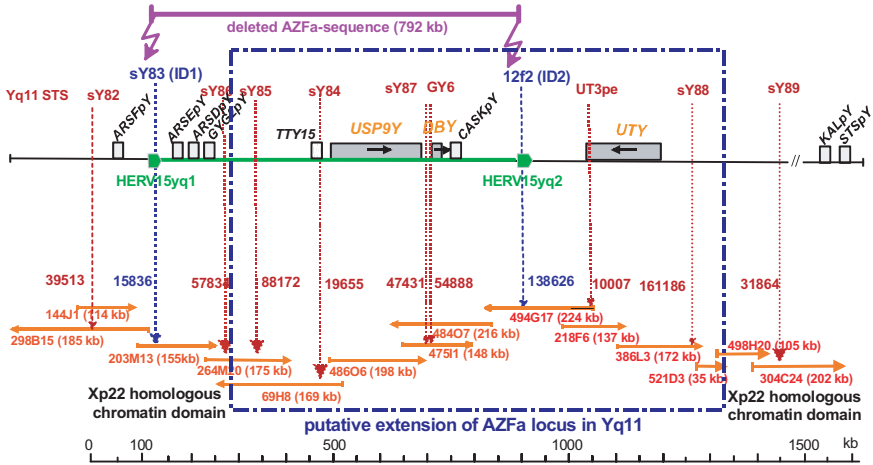 deleted AZFa-sequence (792 kb)
sY83 (ID1)
12f2 (ID2)
Yq11 STS
sY82
sY86
sY85
sY84
sY87
GY6
UT3pe
sY88
sY89
ARSFpY
ARSEpY
ARSDpY
TTY15
USP9Y
DBY
CASKpY
UTY
KALpY
STSpY
//
HERV15yq1
HERV15yq2
39513
15836
57834
88172
19655
47431
54888
138626
10007
161186
31864
144J1 (114 kb)
298B15 (185 kb)
203M13 (155kb)
264M20 (175 kb)
69H8 (169 kb)
486O6 (198 kb)
484O7 (216 kb)
475I1 (148 kb)
494G17 (224 kb)
218F6 (137 kb)
386L3 (172 kb)
521D3 (35 kb)
498H20 (105 kb)
304C24 (202 kb)
Xp22 homologous
chromatin domain
Xp22 homologous
chromatin domain
putative extension of AZFa locus in Yq11
0
100
500
1000
1500
kb